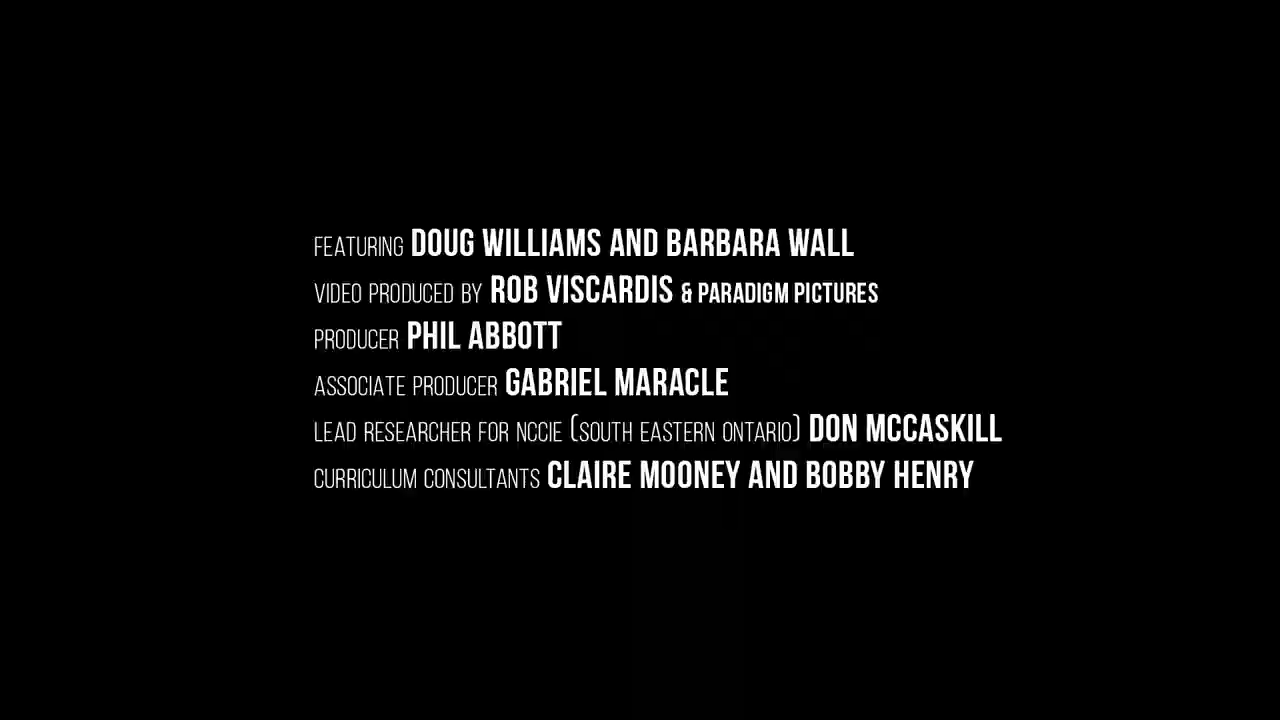 FEATURING DOUG WILLIAMS AND BARBARA WALL
VIDEO PRODUCED BY ROB VISCARDIS & PARADIGM PICTURES
PRODUCER PHIL ABBOTT
ASSOCIATE PRODUCER GABRIEL MARACLE
LEAD RESEARCHER FOR NCCIE (SOUTH EASTERN ONTARIO) DON MCCASKILL
CURRICULUM CONSULTANTS CLAIRE MOONEY AND BOBBY HENRY